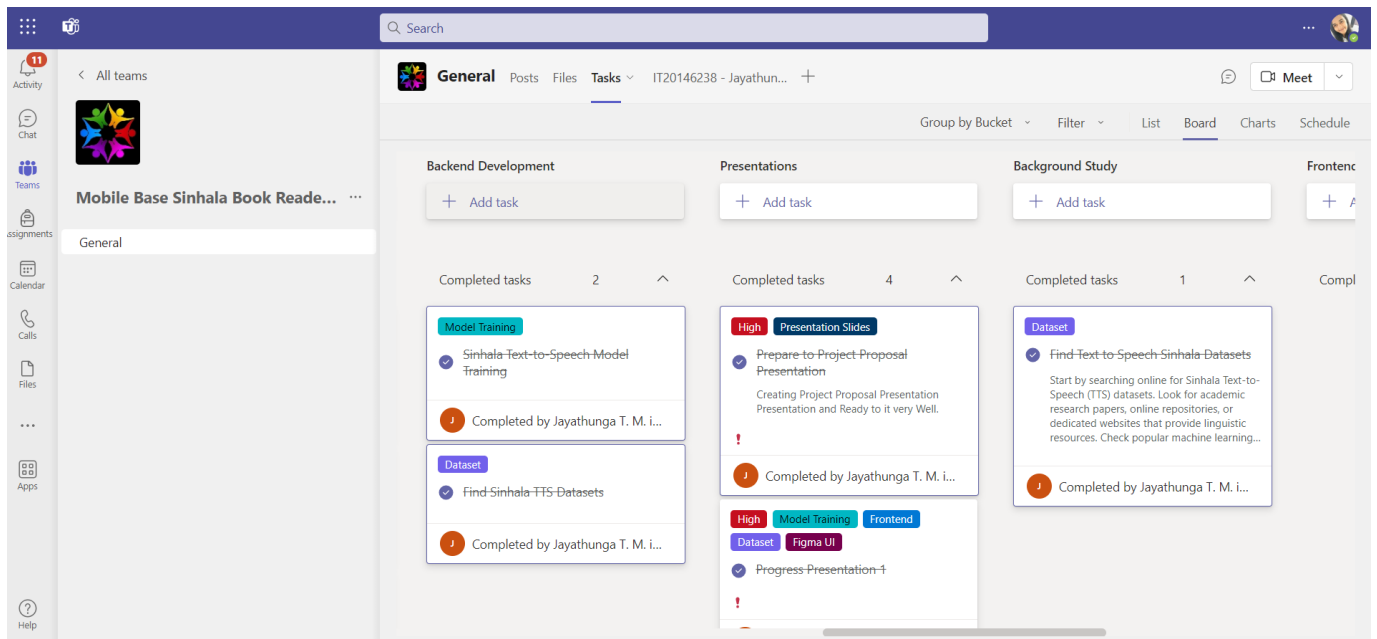 Search
11
Activity
Chat
Teams
Assignments
Calendar
Calls
Files
Apps
Help
All teams
Mobile Base Sinhala Book Reade...
General
General Posts Files Tasks IT20146238 - Jayathun...
Meet
Group by Bucket Filter List Board Charts Schedule
Backend Development
Add task
Completed tasks 2
Model Training
Sinhala Text-to-Speech Model
Training
J Completed by Jayathunga T. M. i...
Dataset
Find Sinhala TTS Datasets
J Completed by Jayathunga T. M. i...
Presentations
Add task
Completed tasks 4
High Presentation Slides
Prepare to Project Proposal
Presentation
Creating Project Proposal Presentation
Presentation and Ready to it very Well.
J Completed by Jayathunga T. M. i...
High Model Training Frontend
Dataset Figma UI
Progress Presentation 1
Background Study
Add task
Completed tasks 1
Dataset
Find Text to Speech Sinhala Datasets
Start by searching online for Sinhala Text-to-
Speech (TTS) datasets. Look for academic
research papers, online repositories, or
dedicated websites that provide linguistic
resources. Check popular machine learning...
J Completed by Jayathunga T. M. i...
Frontend
A
Compl